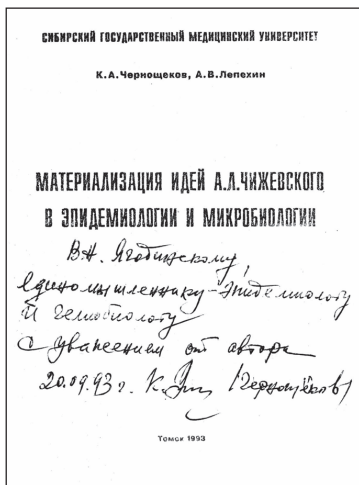 СИБИРСКИЙ ГОСУДАРСТВЕННЫЙ МЕДИЦИНСКИЙ УНИВЕРСИТЕТ
К.А.Чернощеков, А.В.Лепехин
МАТЕРИАЛИЗАЦИЯ ИДЕЙ А.Л.ЧИЖЕВСКОГО
В ЭПИДЕМИОЛОГИИ И МИКРОБИОЛОГИИ
В.Н. Ягодинскому,
единомышленнику-эпидемиологу
и гелиобиологу
с уважением от автора
20.09.93 г. К. (Чернощёков)
Томск 1993